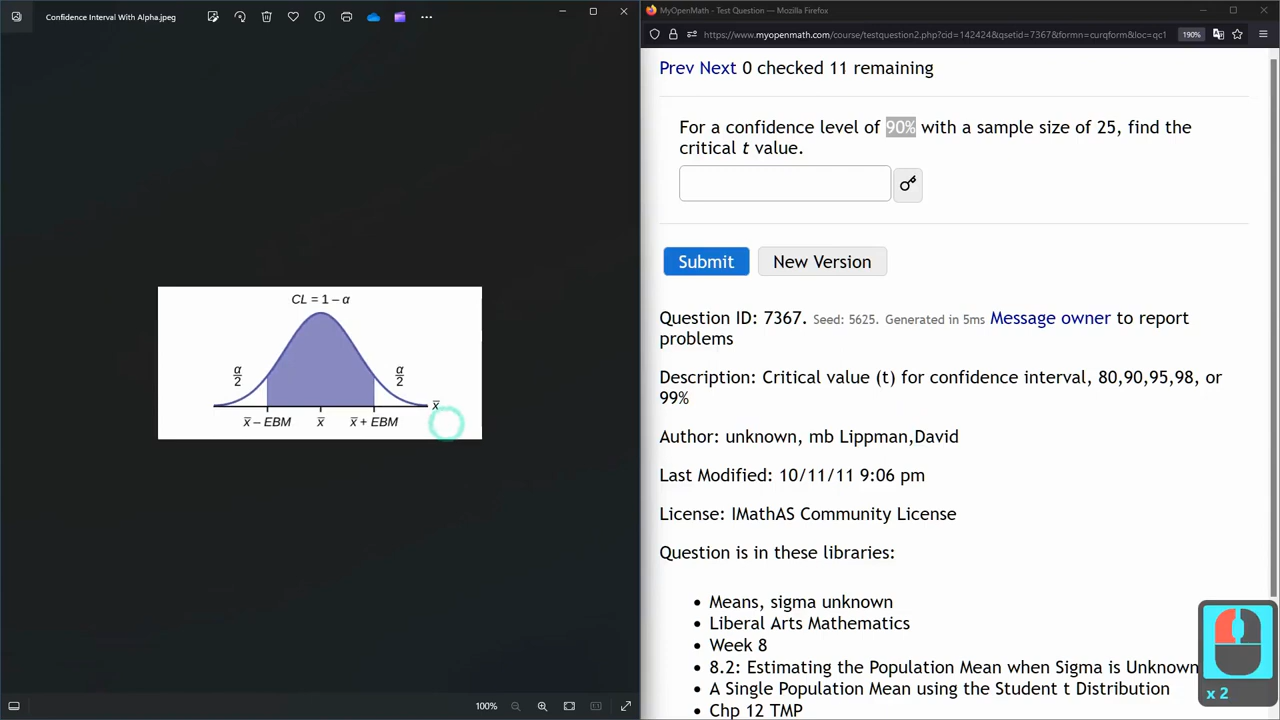 Confidence Interval With Alpha.jpeg
CL = 1 – α
α/2
α/2
x̅
x̅ – EBM x̅ x̅ + EBM
100%
MyOpenMath — Test Question — Mozilla Firefox
https://www.myopenmath.com/course/testquestion2.php?cid=142424&qsetid=7367&formn=curqform&loc=qc1
190%
Prev Next 0 checked 11 remaining
For a confidence level of 90% with a sample size of 25, find the
critical t value.
Submit
New Version
Question ID: 7367. Seed: 5625. Generated in 5ms Message owner to report
problems
Description: Critical value (t) for confidence interval, 80,90,95,98, or
99%
Author: unknown, mb Lippman,David
Last Modified: 10/11/11 9:06 pm
License: IMathAS Community License
Question is in these libraries:
• Means, sigma unknown
• Liberal Arts Mathematics
• Week 8
• 8.2: Estimating the Population Mean when Sigma is Unknown
• A Single Population Mean using the Student t Distribution
• Chp 12 TMP
x 2